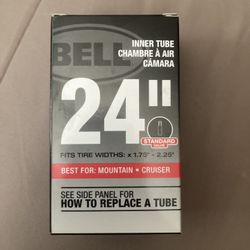 BELL
INNER TUBE
CHAMBRE À AIR
CÁMARA
24"
STANDARD
VALVE
FITS TIRE WIDTHS: x 1.75" - 2.25"
BEST FOR: MOUNTAIN • CRUISER
SEE SIDE PANEL FOR
HOW TO REPLACE A TUBE